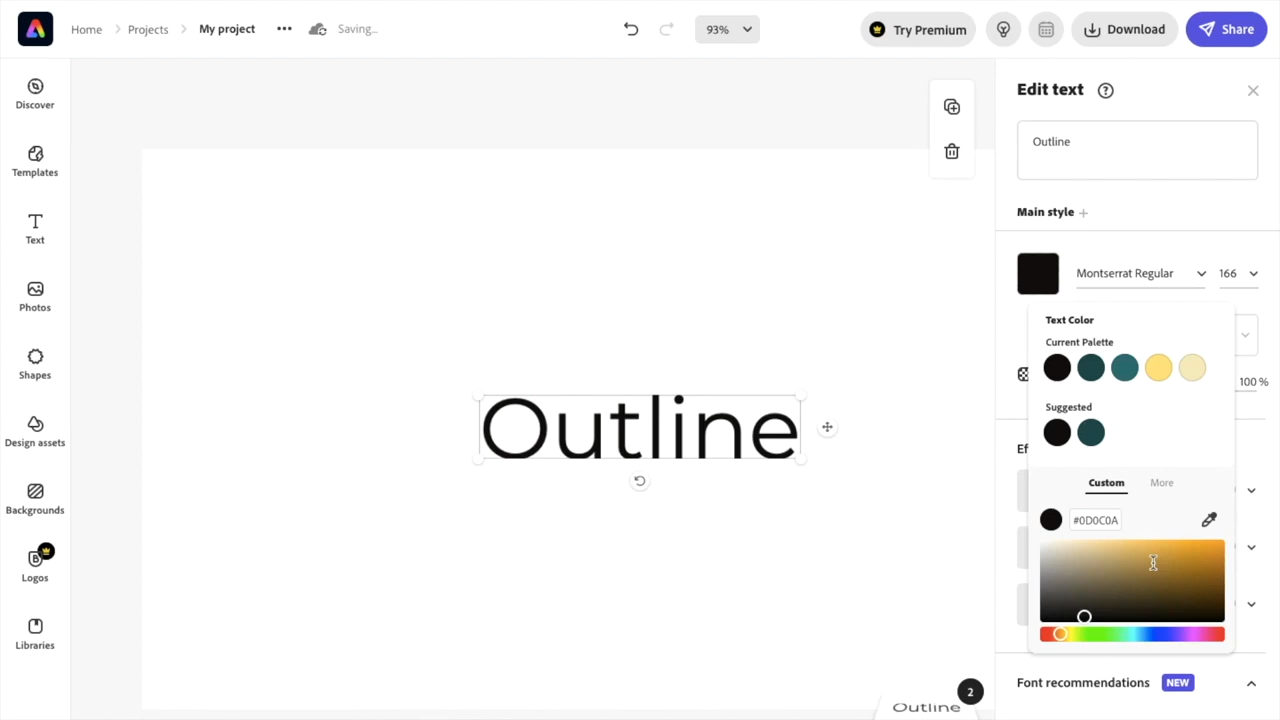 Home Projects My project ••• Saving... 93% Try Premium Download Share
Discover
Templates
Text
Photos
Shapes
Design assets
Backgrounds
Logos
Libraries
Outline
Outline
2
Edit text
Outline
Main style
Montserrat Regular 166
100 %
Text Color
Current Palette
Suggested
Ef
Custom More
#0D0C0A
Font recommendations NEW